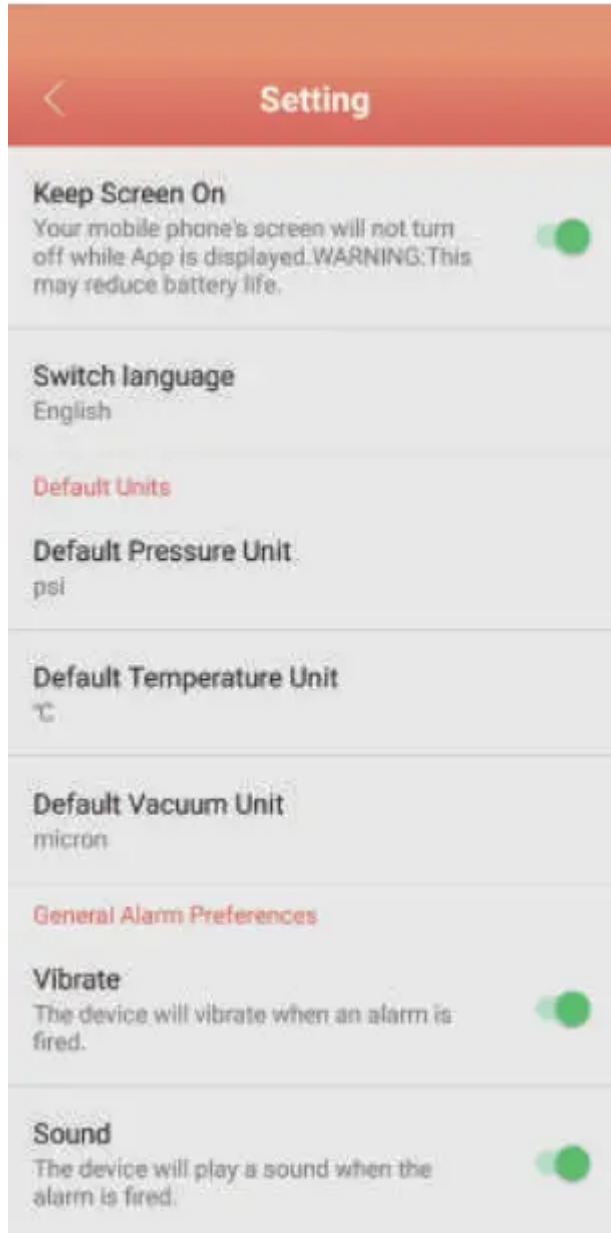 Setting
Keep Screen On
Your mobile phone's screen will not turn
off while App is displayed.WARNING:This
may reduce battery life.
Switch language
English
Default Units
Default Pressure Unit
psi
Default Temperature Unit
℃
Default Vacuum Unit
micron
General Alarm Preferences
Vibrate
The device will vibrate when an alarm is
fired.
Sound
The device will play a sound when the
alarm is fired.